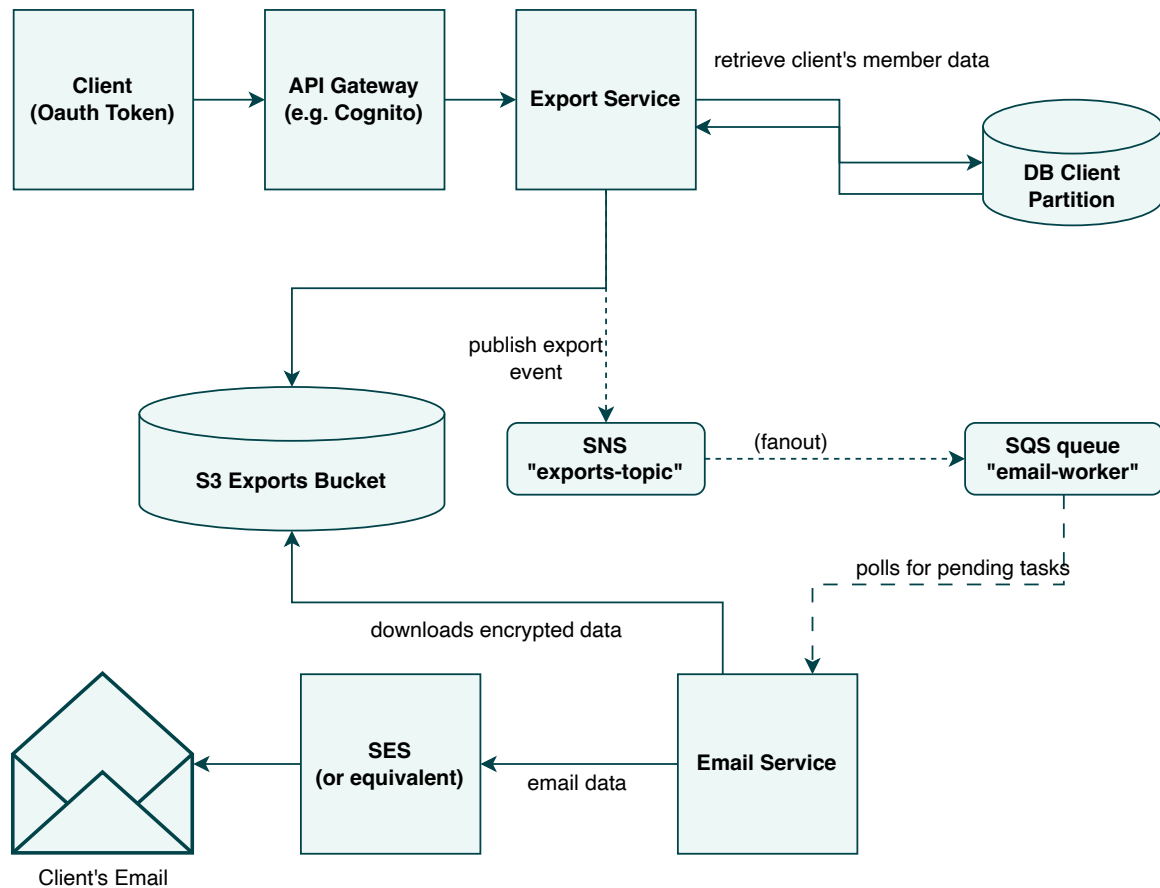 Client
(Oauth Token)
API Gateway
(e.g. Cognito)
Export Service
retrieve client's member data
DB Client
Partition
publish export
event
S3 Exports Bucket
SNS
"exports-topic"
(fanout)
SQS queue
"email-worker"
polls for pending tasks
downloads encrypted data
SES
(or equivalent)
email data
Email Service
Client's Email